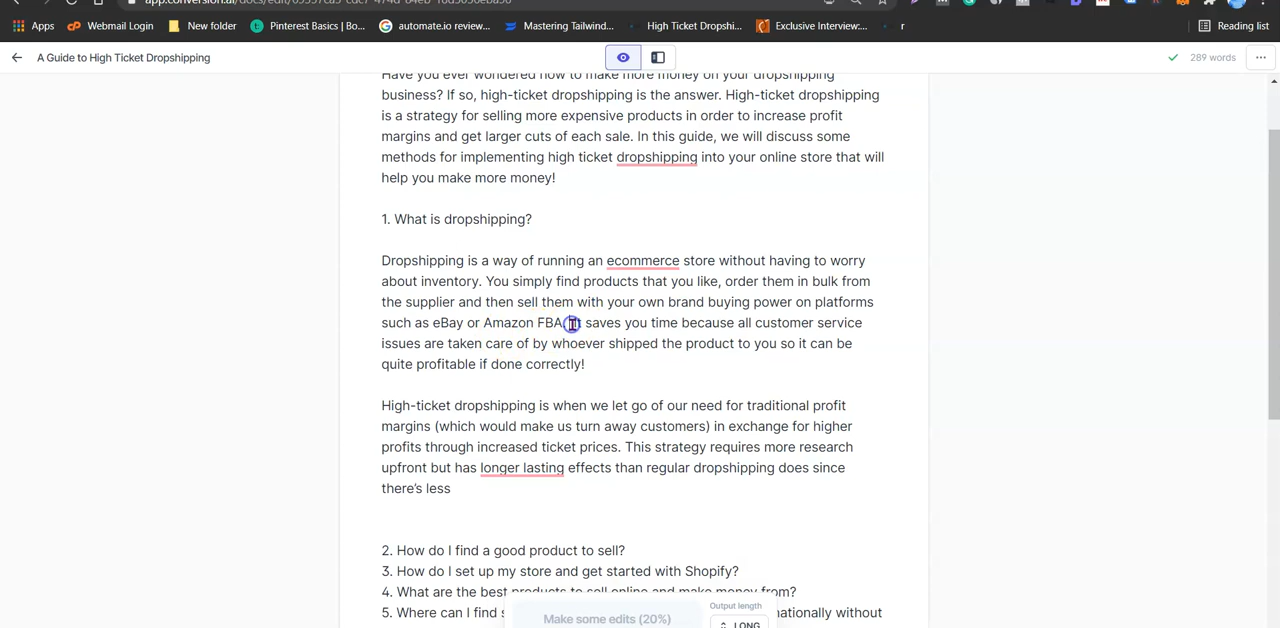 Apps
Webmail Login
New folder
Pinterest Basics | Bo...
automate.io review...
Mastering Tailwind...
High Ticket Dropshi...
Exclusive Interview:...
r
Reading list
A Guide to High Ticket Dropshipping
289 words
Have you ever wondered how to make more money on your dropshipping
business? If so, high-ticket dropshipping is the answer. High-ticket dropshipping
is a strategy for selling more expensive products in order to increase profit
margins and get larger cuts of each sale. In this guide, we will discuss some
methods for implementing high ticket dropshipping into your online store that will
help you make more money!
1. What is dropshipping?
Dropshipping is a way of running an ecommerce store without having to worry
about inventory. You simply find products that you like, order them in bulk from
the supplier and then sell them with your own brand buying power on platforms
such as eBay or Amazon FBA. It saves you time because all customer service
issues are taken care of by whoever shipped the product to you so it can be
quite profitable if done correctly!
High-ticket dropshipping is when we let go of our need for traditional profit
margins (which would make us turn away customers) in exchange for higher
profits through increased ticket prices. This strategy requires more research
upfront but has longer lasting effects than regular dropshipping does since
there's less
2. How do I find a good product to sell?
3. How do I set up my store and get started with Shopify?
4. What are the best products to sell online and make money from?
5. Where can I find
nationally without
Make some edits (20%)
Output length
LONG